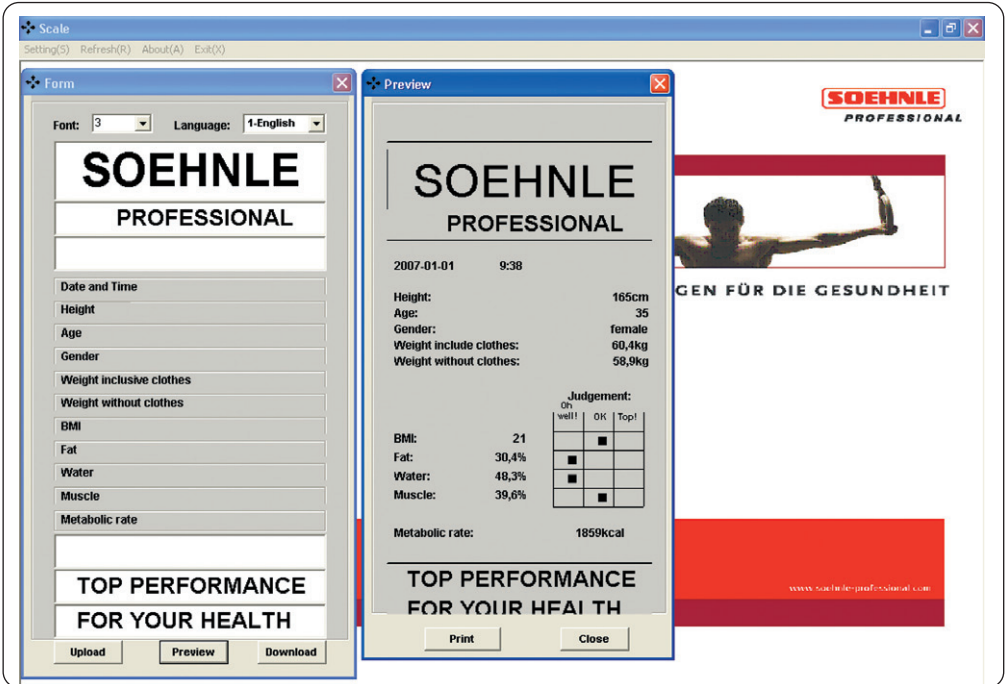 Scale
Setting(S) Refresh(R) About(A) Exit(X)
Form
Font: 3 Language: 1-English
SOEHNLE
PROFESSIONAL
Date and Time
Height
Age
Gender
Weight inclusive clothes
Weight without clothes
BMI
Fat
Water
Muscle
Metabolic rate
TOP PERFORMANCE
FOR YOUR HEALTH
Upload Preview Download
Preview
SOEHNLE
PROFESSIONAL
2007-01-01 9:38
Height: 165cm
Age: 35
Gender: female
Weight include clothes: 60,4kg
Weight without clothes: 58,9kg
Judgement:
Oh
well! OK Top!
BMI: 21
Fat: 30,4%
Water: 48,3%
Muscle: 39,6%
Metabolic rate: 1859kcal
TOP PERFORMANCE
FOR YOUR HEALTH
Print Close
SOEHNLE
PROFESSIONAL
GEN FÜR DIE GESUNDHEIT
www.soehnle-professional.com